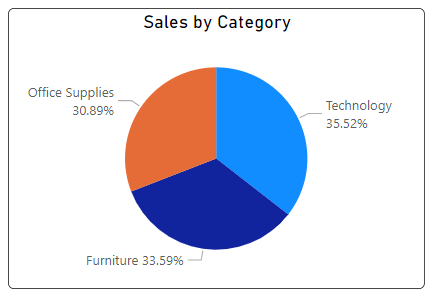 Sales by Category
Office Supplies
30.89%
Technology
35.52%
Furniture 33.59%